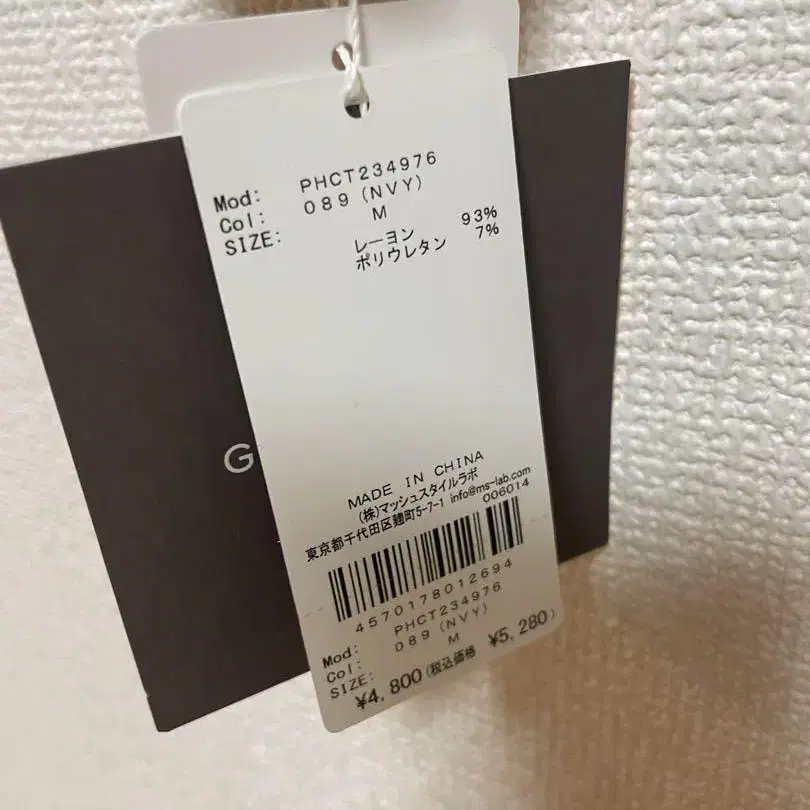 Mod: PHCT234976
Col: 089 (NVY)
SIZE: M
レーヨン 93%
ポリウレタン 7%
G
MADE IN CHINA
(株)マッシュスタイルラボ
東京都千代田区麹町5-7-1 info@ms-lab.com
006014
4570178012694
Mod: PHCT234976
Col: 089 (NVY)
SIZE: M
¥4,800 (税込価格 ¥5,280)